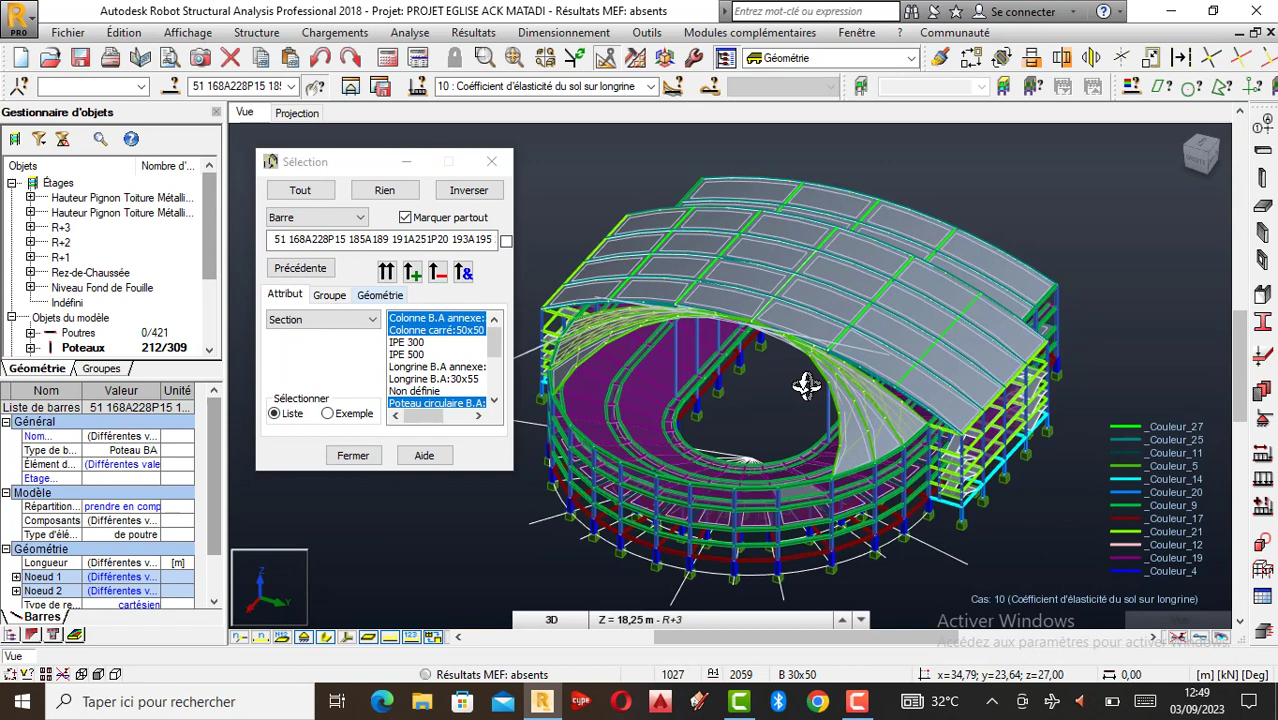 Autodesk Robot Structural Analysis Professional 2018 - Projet: PROJET EGLISE ACK MATADI - Résultats MEF: absents
Entrez mot-clé ou expression
Se connecter
PRO
Fichier Édition Affichage Structure Chargements Analyse Résultats Dimensionnement Outils Modules complémentaires Fenêtre ? Communauté
Géométrie
51 168A228P15 185
10 : Coéfficient d'élasticité du sol sur longrine
Gestionnaire d'objets
Vue Projection
Objets Nombre d'...
Étages
Hauteur Pignon Toiture Métalli...
Hauteur Pignon Toiture Métalli...
R+3
R+2
R+1
Rez-de-Chaussée
Niveau Fond de Fouille
Indéfini
Objets du modèle
Poutres 0/421
Poteaux 212/309
Géométrie Groupes
Nom Valeur Unité
Liste de barres 51 168A228P15 1...
Général
Nom... (Différentes v...
Type de b... Poteau BA
Élément d... (Différentes vale
Etage...
Modèle
Répartition... prendre en comp
Composants (Différentes v...
Type d'él... de poutre
Géométrie
Longueur (Différentes v... [m]
Noeud 1 (Différentes v...
Noeud 2 (Différentes v...
Type de re... cartésien
Barres
Sélection
Tout Rien Inverser
Barre Marquer partout
51 168A228P15 185A189 191A251P20 193A195
Précédente
Attribut Groupe Géométrie
Section
Colonne B.A annexe:
Colonne carré:50x50
IPE 300
IPE 500
Longrine B.A annexe:
Longrine B.A:30x55
Non définie
Poteau circulaire B.A:
Sélectionner
Liste Exemple
Fermer Aide
_Couleur_27
_Couleur_25
_Couleur_11
_Couleur_5
_Couleur_14
_Couleur_20
_Couleur_9
_Couleur_17
_Couleur_21
_Couleur_12
_Couleur_19
_Couleur_4
Cas: 10 (Coéfficient d'élasticité du sol sur longrine)
Activer Windows
Accédez aux paramètres pour activer Windows.
3D Z = 18,25 m - R+3
Vue
Résultats MEF: absents 1027 2059 B 30x50 x=34,79; y=23,64; z=27,00 0,00 [m] [kN] [Deg]
Taper ici pour rechercher
32°C
12:49
03/09/2023